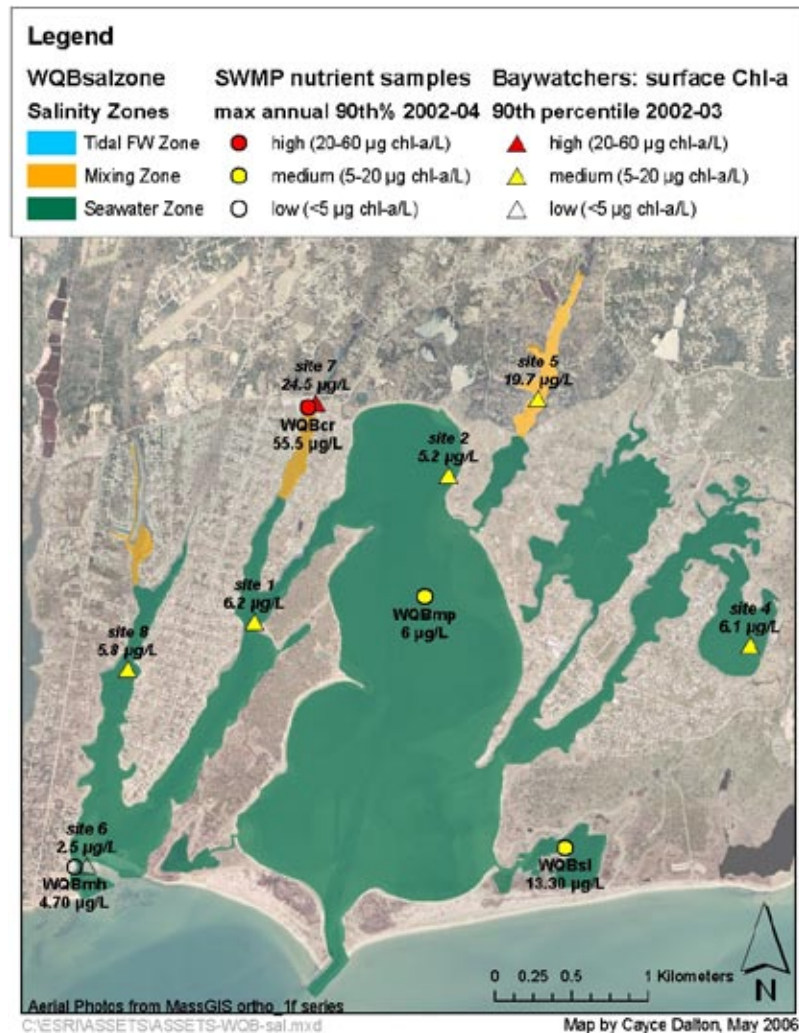 Legend
WQBsalzone
Salinity Zones
Tidal FW Zone
Mixing Zone
Seawater Zone
SWMP nutrient samples
max annual 90th% 2002-04
high (20-60 µg chl-a/L)
medium (5-20 µg chl-a/L)
low (<5 µg chl-a/L)
Baywatchers: surface Chl-a
90th percentile 2002-03
high (20-60 µg chl-a/L)
medium (5-20 µg chl-a/L)
low (<5 µg chl-a/L)
site 7
24.5 µg/L
WQBcr
55.5 µg/L
site 5
19.7 µg/L
site 2
5.2 µg/L
site 1
6.2 µg/L
WQBmp
6 µg/L
site 4
6.1 µg/L
site 8
5.8 µg/L
site 6
2.5 µg/L
WQBmh
4.70 µg/L
WQBsl
13.30 µg/L
0 0.25 0.5 1 Kilometers
N
Aerial Photos from MassGIS ortho_1f series
C:\ESRI\ASSETS\ASSETS-WQB-sal.mxd
Map by Cayce Dalton, May 2006